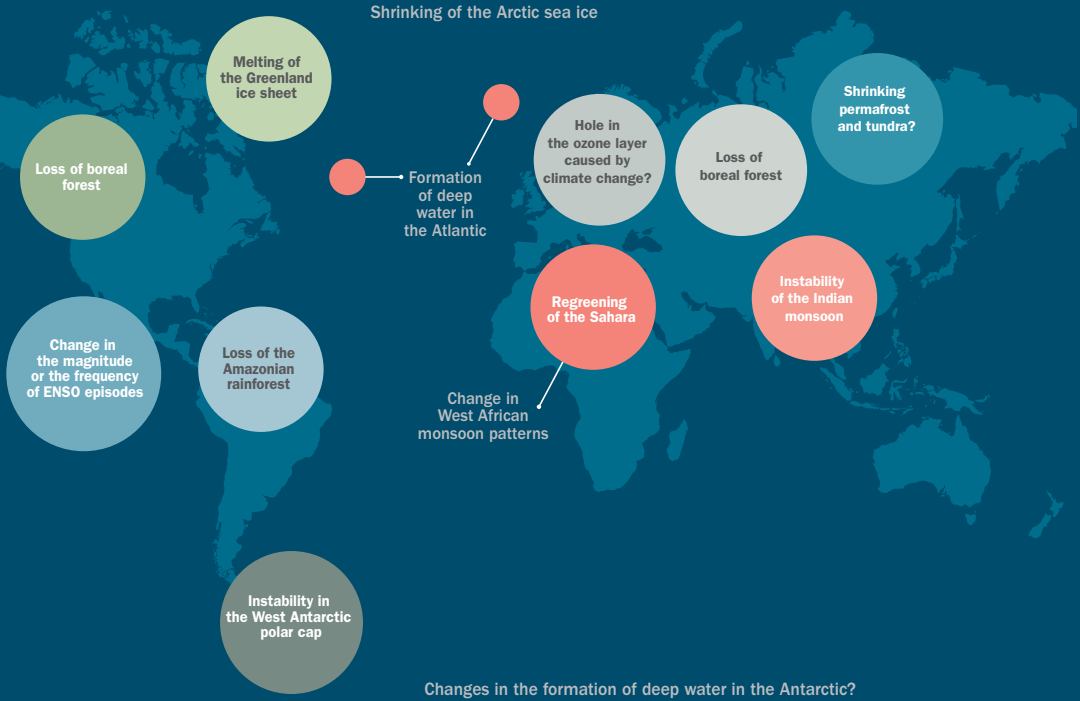 Shrinking of the Arctic sea ice
Melting of
the Greenland
ice sheet
Loss of boreal
forest
Formation
of deep
water in
the Atlantic
Hole in
the ozone layer
caused by
climate change?
Loss of
boreal forest
Shrinking
permafrost
and tundra?
Regreening
of the Sahara
Instability
of the Indian
monsoon
Change in
the magnitude
or the frequency
of ENSO episodes
Loss of the
Amazonian
rainforest
Change in
West African
monsoon patterns
Instability in
the West Antarctic
polar cap
Changes in the formation of deep water in the Antarctic?